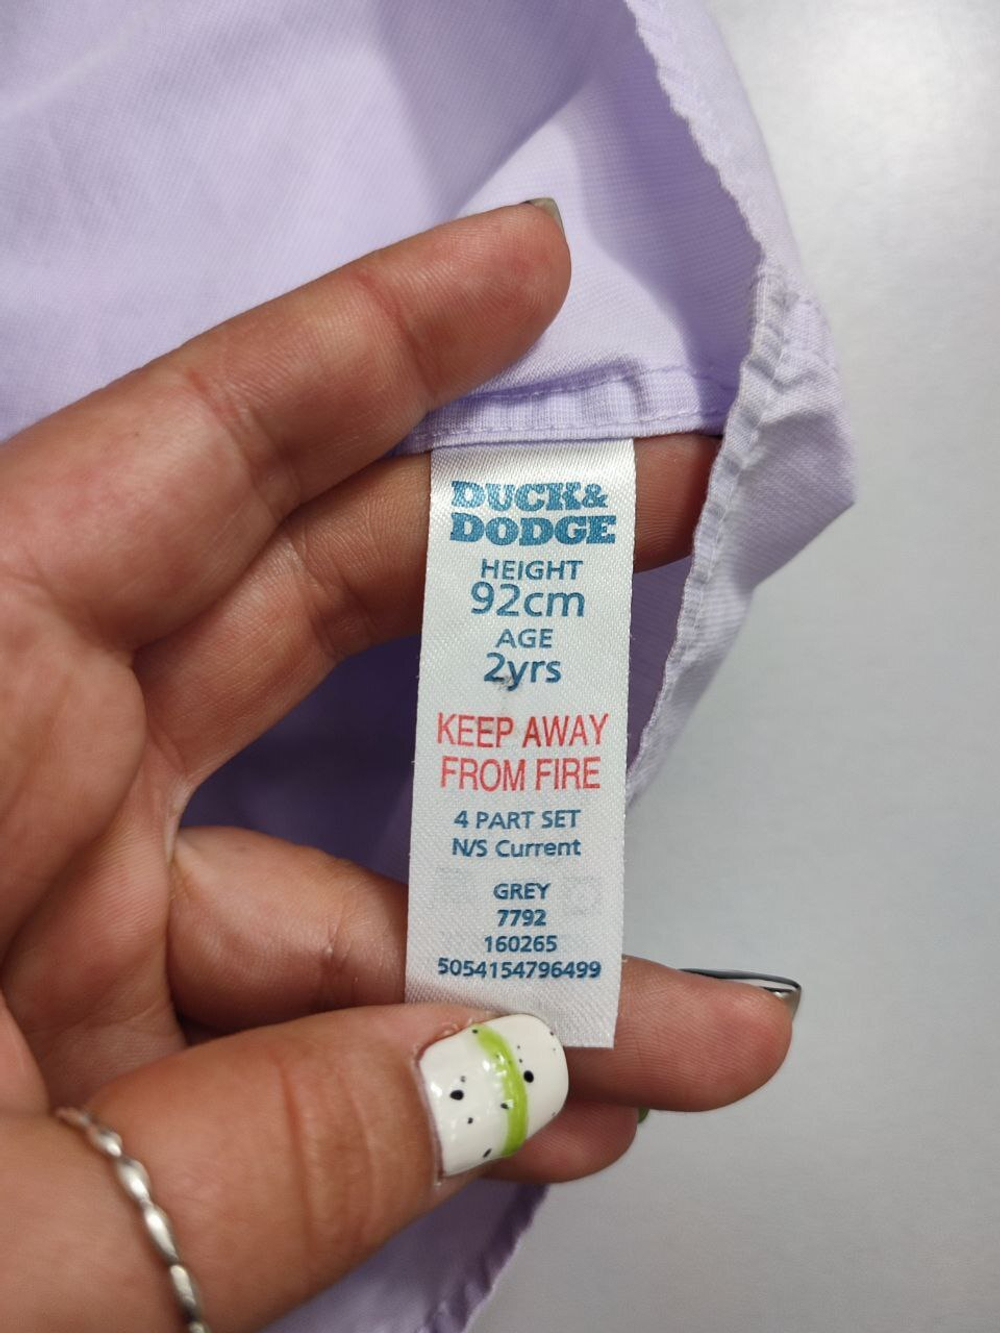 DUCK&
DODGE
HEIGHT
92cm
AGE
2yrs
KEEP AWAY
FROM FIRE
4 PART SET
N/S Current
GREY
7792
160265
5054154796499